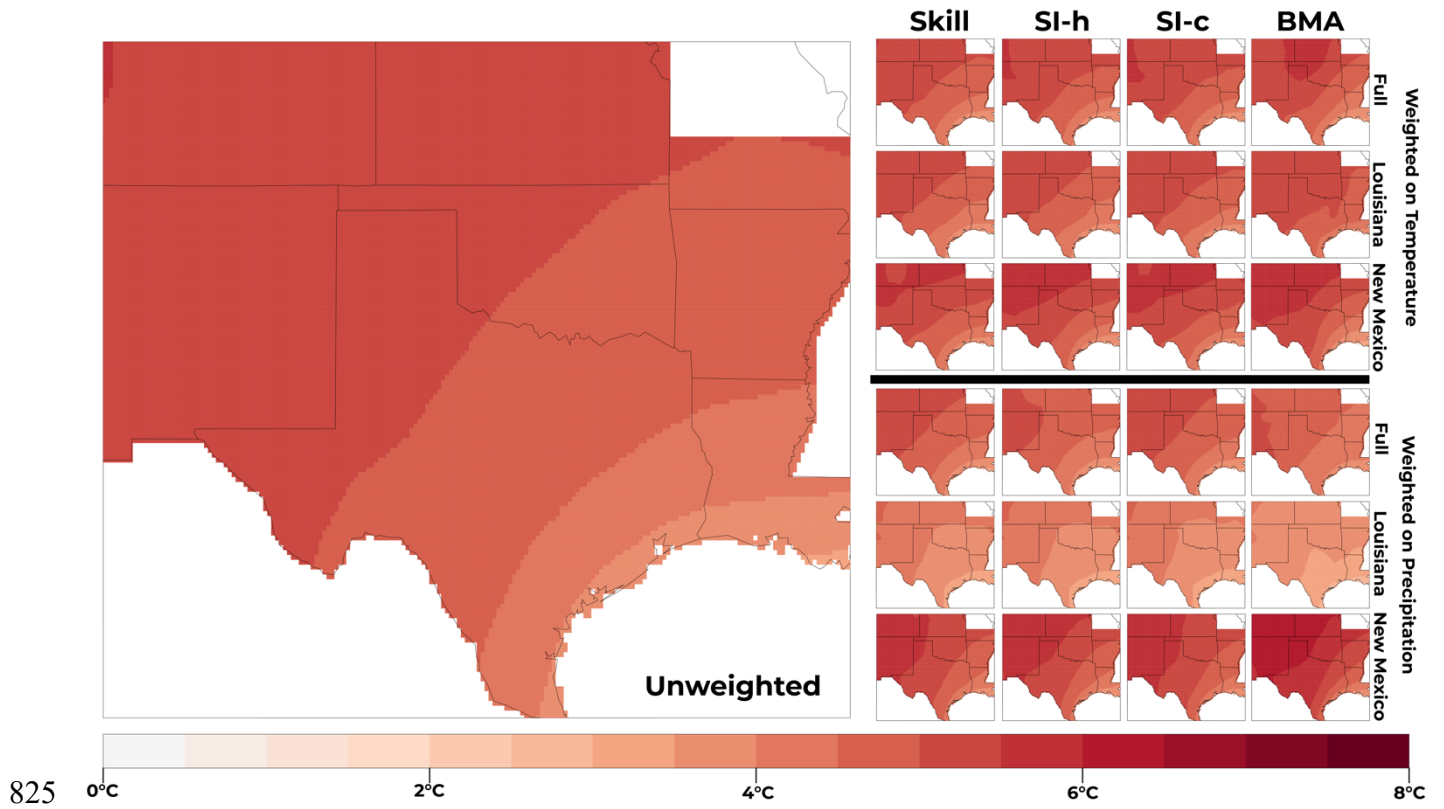 Skill SI-h SI-c BMA
Full
Louisiana
New Mexico
Weighted on Temperature
Full
Louisiana
New Mexico
Weighted on Precipitation
Unweighted
825
0°C 2°C 4°C 6°C 8°C